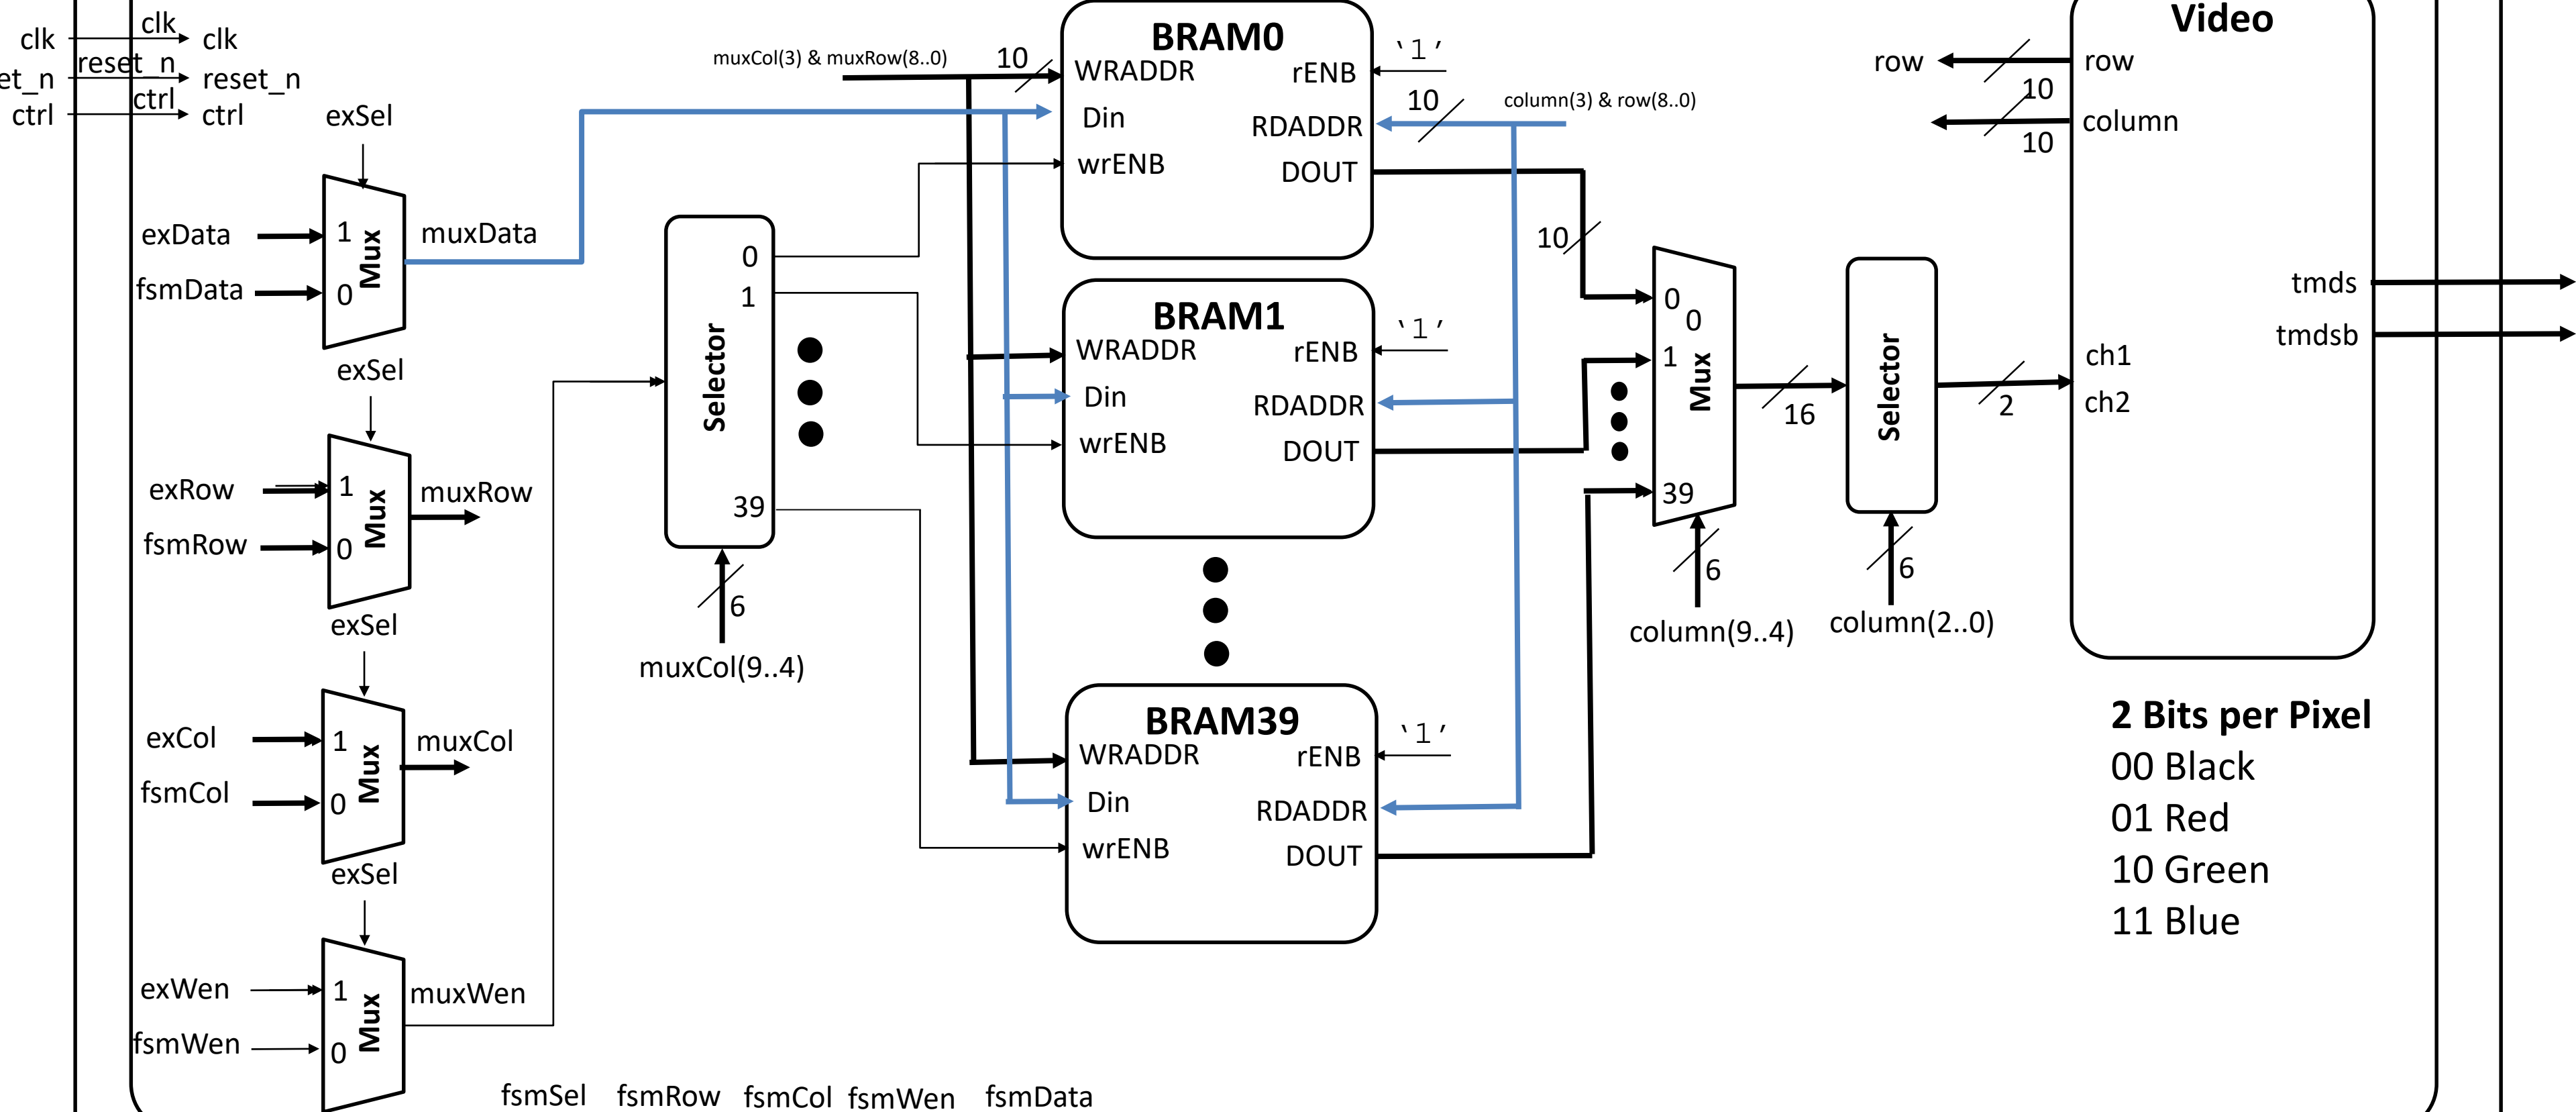 clk
clk
clk
et_n
reset_n
reset_n
ctrl
ctrl
ctrl
exSel
exData
fsmData
1
0
Mux
muxData
exSel
exRow
fsmRow
1
0
Mux
muxRow
exSel
exCol
fsmCol
1
0
Mux
muxCol
exSel
exWen
fsmWen
1
0
Mux
muxWen
fsmSel fsmRow fsmCol fsmWen fsmData
Selector
0
1
39
6
muxCol(9..4)
muxCol(3) & muxRow(8..0)
10
BRAM0
WRADDR
Din
wrENB
rENB
RDADDR
DOUT
‘1’
10
column(3) & row(8..0)
10
BRAM1
WRADDR
Din
wrENB
rENB
RDADDR
DOUT
‘1’
BRAM39
WRADDR
Din
wrENB
rENB
RDADDR
DOUT
‘1’
0
0
1
39
Mux
6
column(9..4)
16
Selector
6
column(2..0)
2
Video
row
row
10
column
10
ch1
ch2
tmds
tmdsb
2 Bits per Pixel
00 Black
01 Red
10 Green
11 Blue